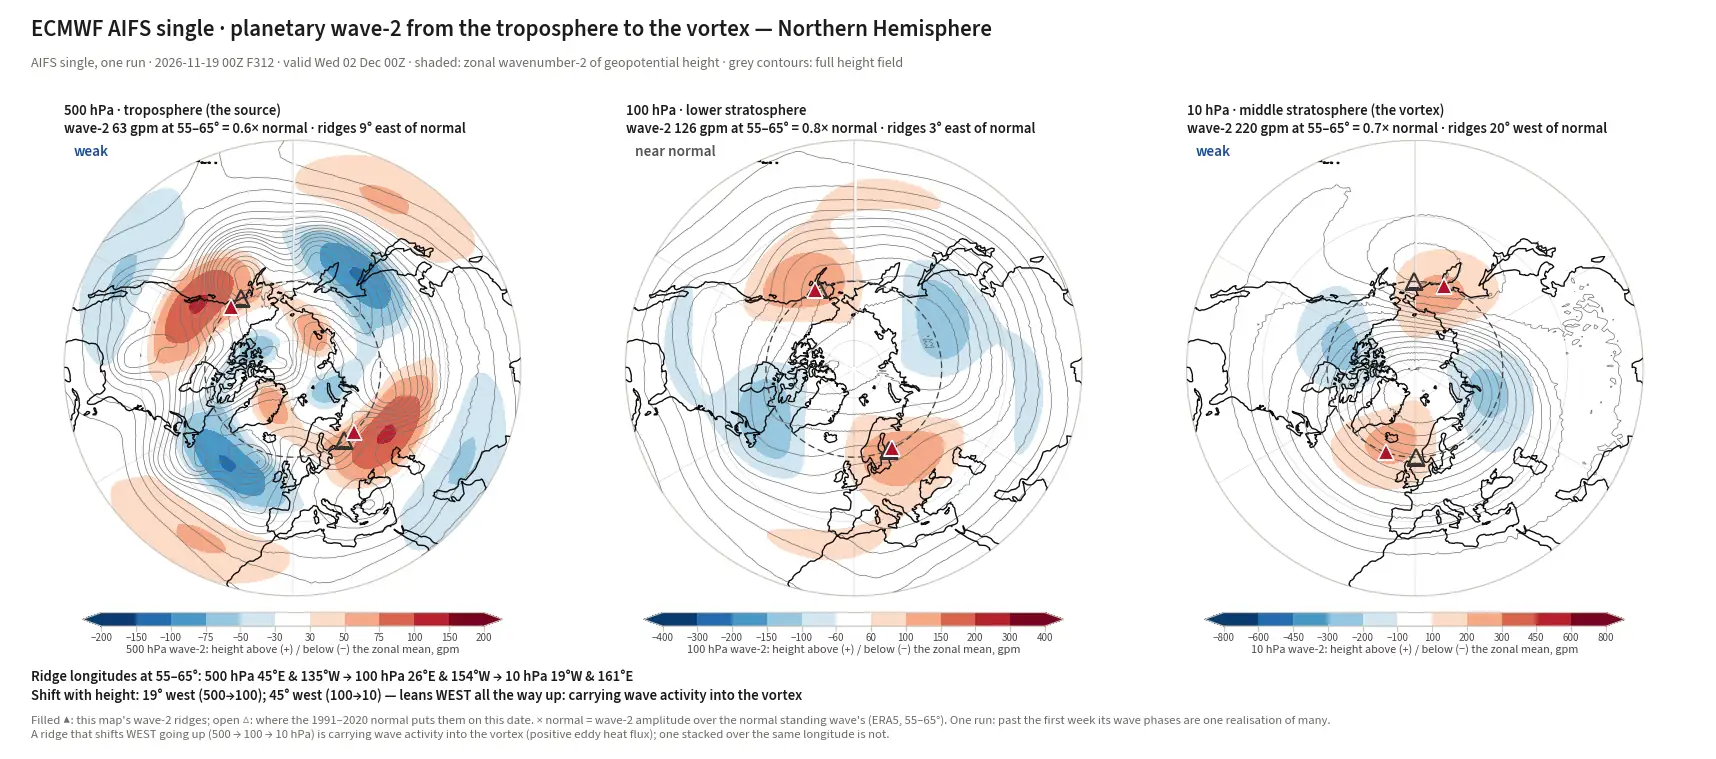 ECMWF AIFS single · planetary wave-2 from the troposphere to the vortex — Northern Hemisphere
AIFS single, one run · 2026-11-19 00Z F312 · valid Wed 02 Dec 00Z · shaded: zonal wavenumber-2 of geopotential height · grey contours: full height field
500 hPa · troposphere (the source)
wave-2 63 gpm at 55–65° = 0.6× normal · ridges 9° east of normal
weak
100 hPa · lower stratosphere
wave-2 126 gpm at 55–65° = 0.8× normal · ridges 3° east of normal
near normal
10 hPa · middle stratosphere (the vortex)
wave-2 220 gpm at 55–65° = 0.7× normal · ridges 20° west of normal
weak
−200 −150 −100 −75 −50 −30 30 50 75 100 150 200
500 hPa wave-2: height above (+) / below (−) the zonal mean, gpm
−400 −300 −200 −150 −100 −60 60 100 150 200 300 400
100 hPa wave-2: height above (+) / below (−) the zonal mean, gpm
−800 −600 −450 −300 −200 −100 100 200 300 450 600 800
10 hPa wave-2: height above (+) / below (−) the zonal mean, gpm
Ridge longitudes at 55–65°: 500 hPa 45°E & 135°W → 100 hPa 26°E & 154°W → 10 hPa 19°W & 161°E
Shift with height: 19° west (500→100); 45° west (100→10) — leans WEST all the way up: carrying wave activity into the vortex
Filled ▲: this map's wave-2 ridges; open △: where the 1991–2020 normal puts them on this date. × normal = wave-2 amplitude over the normal standing wave's (ERA5, 55–65°). One run: past the first week its wave phases are one realisation of many.
A ridge that shifts WEST going up (500 → 100 → 10 hPa) is carrying wave activity into the vortex (positive eddy heat flux); one stacked over the same longitude is not.